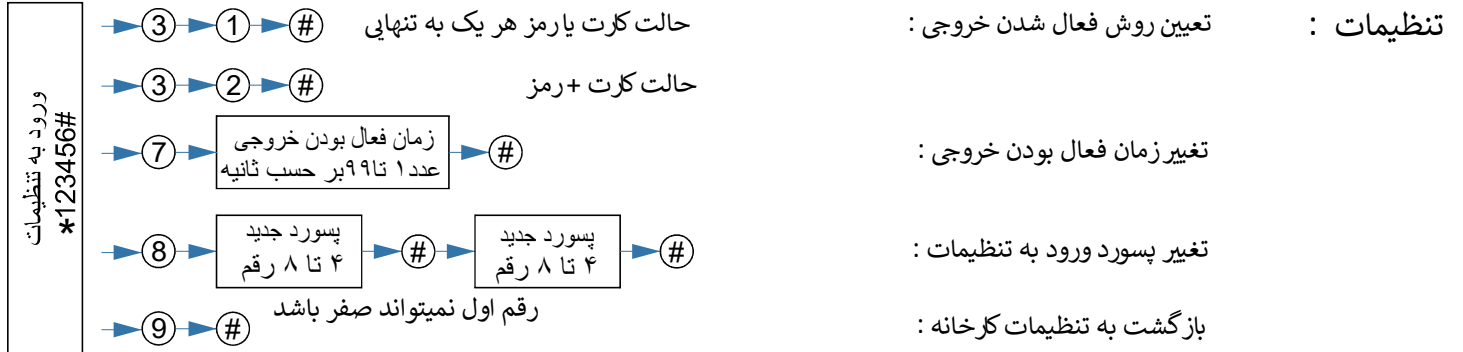 تنظیمات :
تعیین روش فعال شدن خروجی :
حالت کارت یا رمز هر یک به تنهایی
3 1 #
حالت کارت +رمز
3 2 #
تغییر زمان فعال بودن خروجی :
7
زمان فعال بودن خروجی
عدد۱ تا۹۹بر حسب ثانیه
#
تغییر پسورد ورود به تنظیمات :
8
پسورد جدید
۴ تا ۸ رقم
#
پسورد جدید
۴ تا ۸ رقم
#
رقم اول نمیتواند صفر باشد
بازگشت به تنظیمات کارخانه :
9 #
ورود به تنظیمات
*123456#